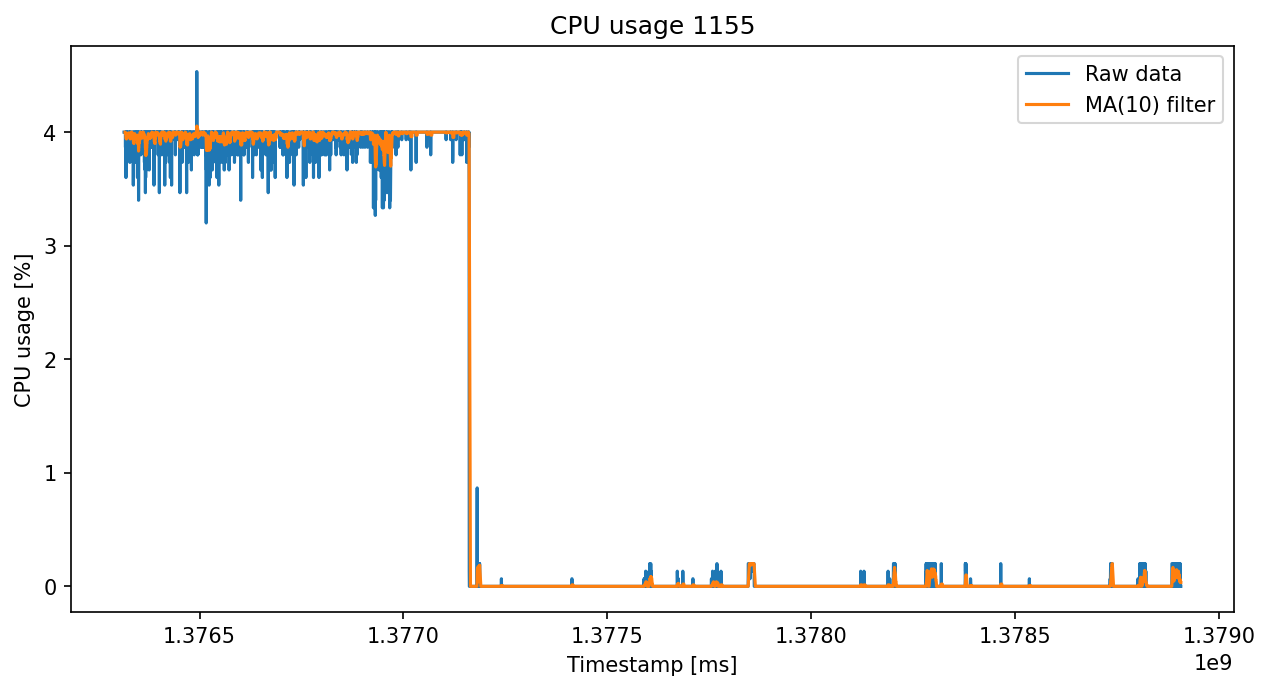 CPU usage 1155
Raw data
MA(10) filter
CPU usage [%]
4
3
2
1
0
1.3765 1.3770 1.3775 1.3780 1.3785 1.3790
1e9
Timestamp [ms]